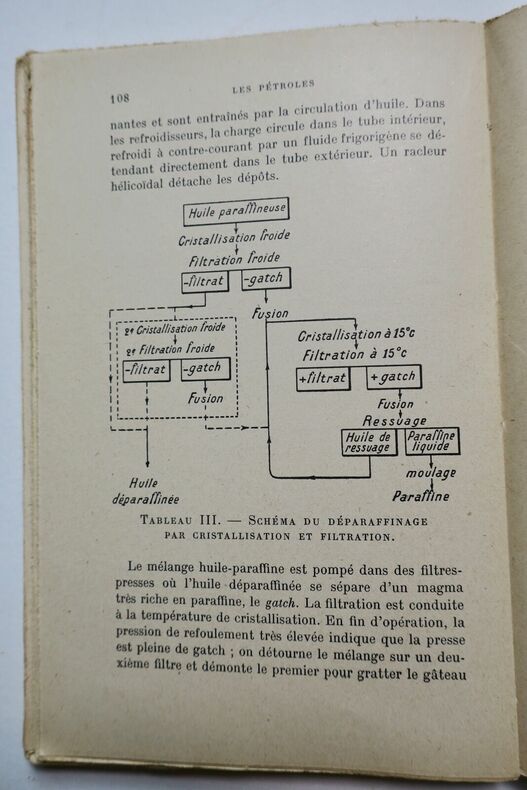 108
LES PÉTROLES
nantes et sont entraînés par la circulation d'huile. Dans
les refroidisseurs, la charge circule dans le tube intérieur,
refroidi à contre-courant par un fluide frigorigène se dé-
tendant directement dans le tube extérieur. Un racleur
hélicoïdal détache les dépôts.
Huile paraffineuse
Cristallisation froide
Filtration froide
-filtrat
-gatch
Fusion
2e Cristallisation froide
2e Filtration froide
-filtrat
-gatch
Fusion
Huile
déparaffinée
Cristallisation à 15°c
Filtration à 15°c
+filtrat
+gatch
Fusion
Ressuage
Huile de
ressuage
Paraffine
liquide
moulage
Paraffine
TABLEAU III. — SCHÉMA DU DÉPARAFFINAGE
PAR CRISTALLISATION ET FILTRATION.
Le mélange huile-paraffine est pompé dans des filtres-
presses où l'huile déparaffinée se sépare d'un magma
très riche en paraffine, le gatch. La filtration est conduite
à la température de cristallisation. En fin d'opération, la
pression de refoulement très élevée indique que la presse
est pleine de gatch ; on détourne le mélange sur un deu-
xième filtre et démonte le premier pour gratter le gâteau